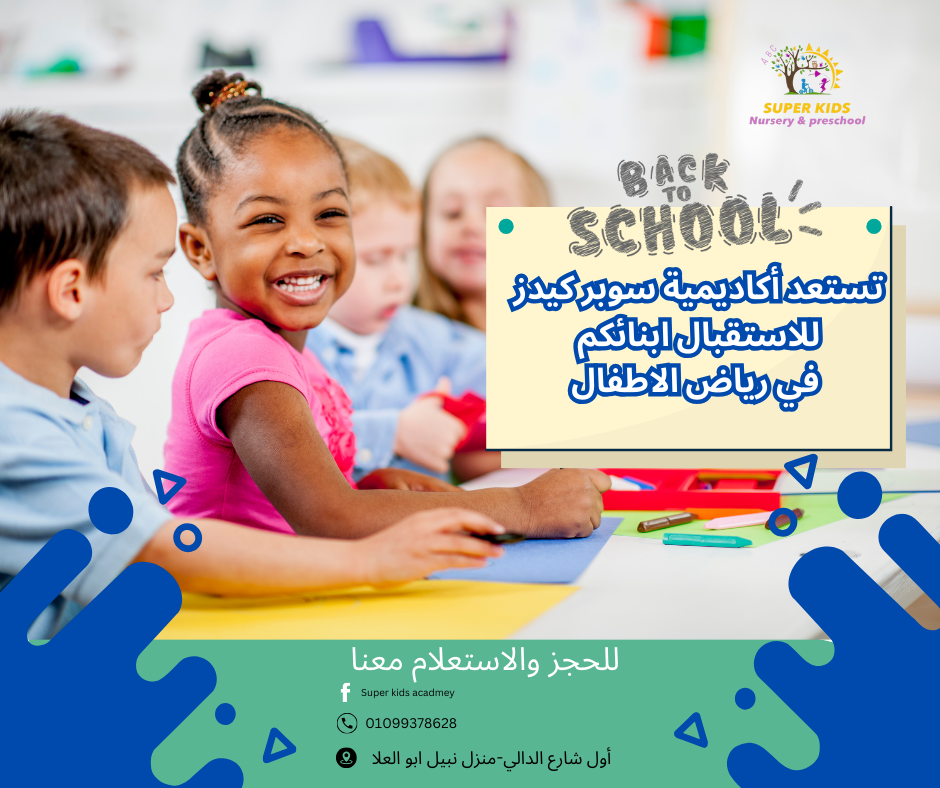 ABC
SUPER KIDS
Nursery & preschool
BACK
TO
SCHOOL
تستعد أكاديمية سوبر كيدز
للاستقبال ابنائكم
في رياض الاطفال
للحجز والاستعلام معنا
Super kids acadmey
01099378628
أول شارع الدالي-منزل نبيل ابو العلا